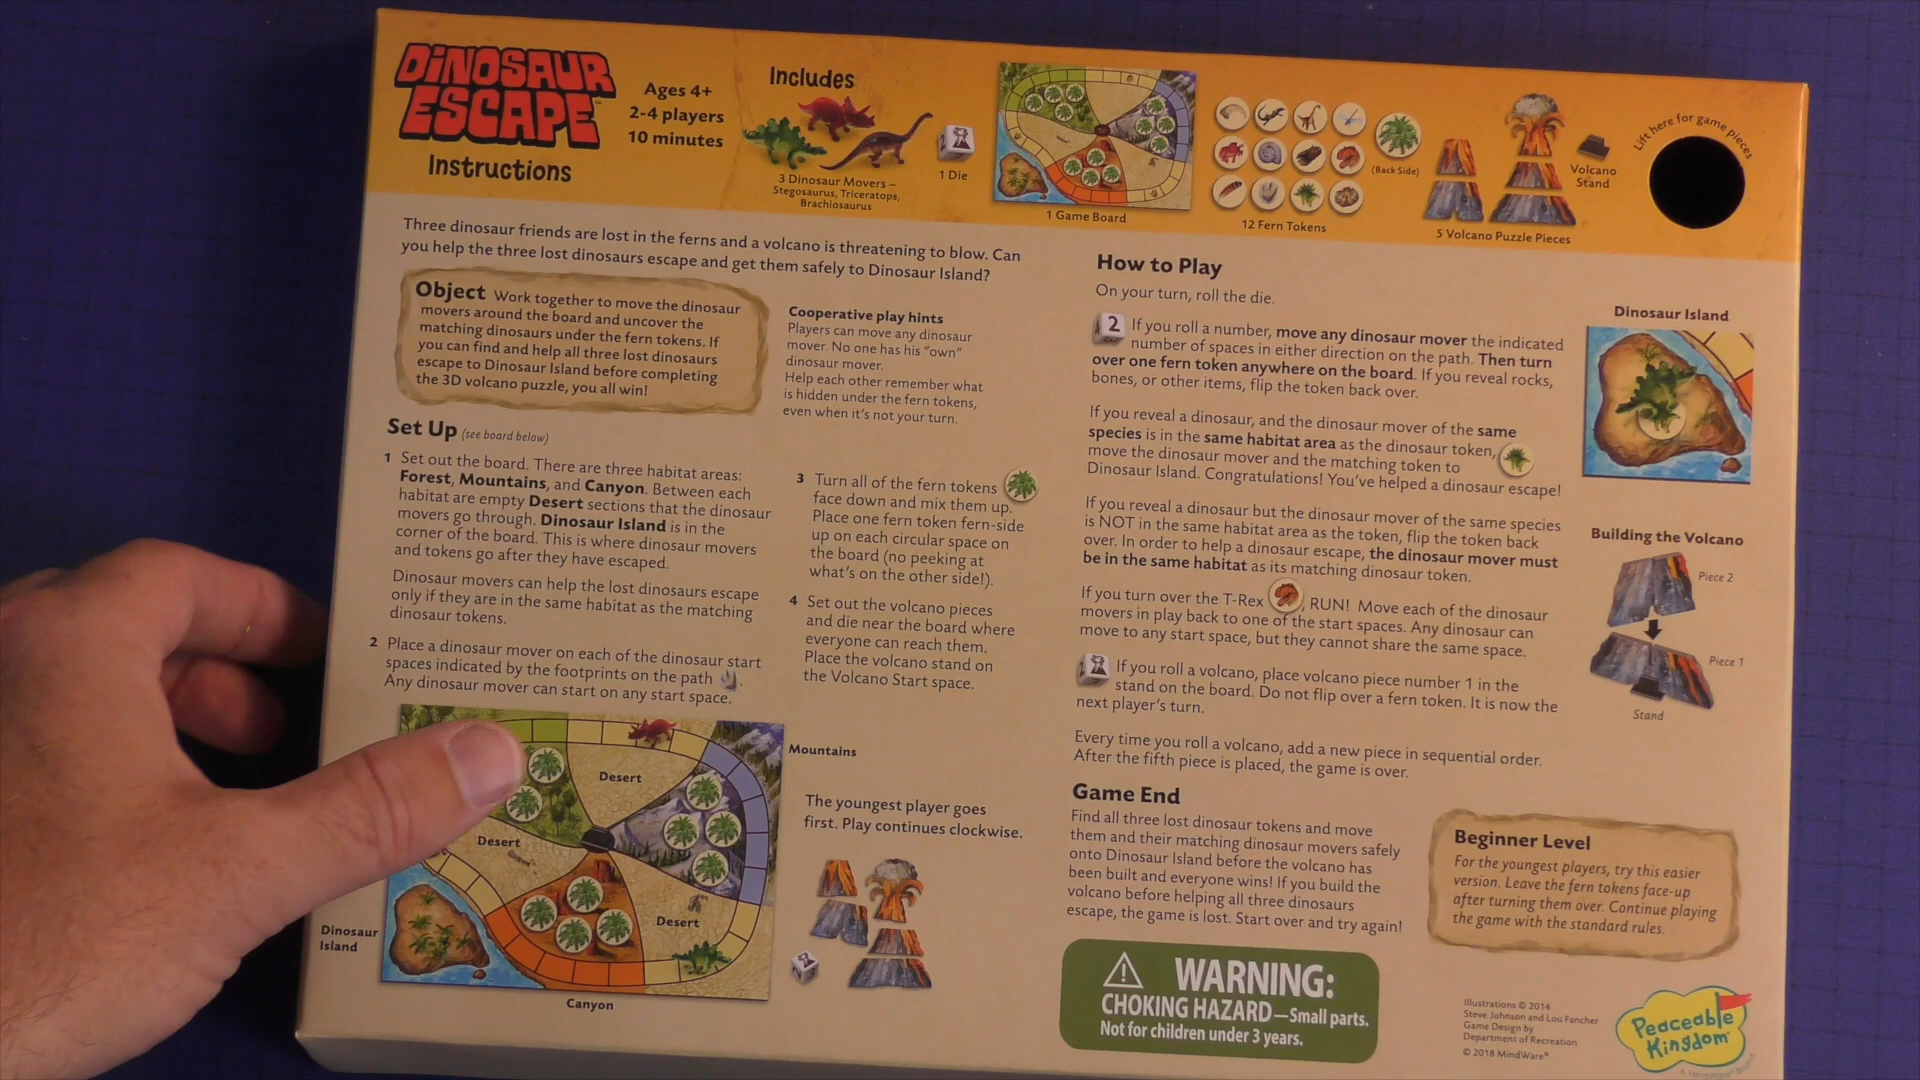 DINOSAUR
ESCAPE™
Instructions
Ages 4+
2-4 players
10 minutes
Includes
3 Dinosaur Movers –
Stegosaurus, Triceratops,
Brachiosaurus
1 Die
1 Game Board
12 Fern Tokens
(Back Side)
5 Volcano Puzzle Pieces
Volcano
Stand
Lift here for game pieces
Three dinosaur friends are lost in the ferns and a volcano is threatening to blow. Can
you help the three lost dinosaurs escape and get them safely to Dinosaur Island?
Object Work together to move the dinosaur
movers around the board and uncover the
matching dinosaurs under the fern tokens. If
you can find and help all three lost dinosaurs
escape to Dinosaur Island before completing
the 3D volcano puzzle, you all win!
Cooperative play hints
Players can move any dinosaur
mover. No one has his "own"
dinosaur mover.
Help each other remember what
is hidden under the fern tokens,
even when it's not your turn.
Set Up (see board below)
1 Set out the board. There are three habitat areas:
Forest, Mountains, and Canyon. Between each
habitat are empty Desert sections that the dinosaur
movers go through. Dinosaur Island is in the
corner of the board. This is where dinosaur movers
and tokens go after they have escaped.
Dinosaur movers can help the lost dinosaurs escape
only if they are in the same habitat as the matching
dinosaur tokens.
2 Place a dinosaur mover on each of the dinosaur start
spaces indicated by the footprints on the path .
Any dinosaur mover can start on any start space.
3 Turn all of the fern tokens
face down and mix them up.
Place one fern token fern-side
up on each circular space on
the board (no peeking at
what's on the other side!).
4 Set out the volcano pieces
and die near the board where
everyone can reach them.
Place the volcano stand on
the Volcano Start space.
Desert
Mountains
Desert
Desert
Dinosaur
Island
Canyon
The youngest player goes
first. Play continues clockwise.
How to Play
On your turn, roll the die.
2 If you roll a number, move any dinosaur mover the indicated
number of spaces in either direction on the path. Then turn
over one fern token anywhere on the board. If you reveal rocks,
bones, or other items, flip the token back over.
If you reveal a dinosaur, and the dinosaur mover of the same
species is in the same habitat area as the dinosaur token,
move the dinosaur mover and the matching token to
Dinosaur Island. Congratulations! You've helped a dinosaur escape!
If you reveal a dinosaur but the dinosaur mover of the same species
is NOT in the same habitat area as the token, flip the token back
over. In order to help a dinosaur escape, the dinosaur mover must
be in the same habitat as its matching dinosaur token.
If you turn over the T-Rex , RUN! Move each of the dinosaur
movers in play back to one of the start spaces. Any dinosaur can
move to any start space, but they cannot share the same space.
If you roll a volcano, place volcano piece number 1 in the
stand on the board. Do not flip over a fern token. It is now the
next player's turn.
Every time you roll a volcano, add a new piece in sequential order.
After the fifth piece is placed, the game is over.
Game End
Find all three lost dinosaur tokens and move
them and their matching dinosaur movers safely
onto Dinosaur Island before the volcano has
been built and everyone wins! If you build the
volcano before helping all three dinosaurs
escape, the game is lost. Start over and try again!
Dinosaur Island
Building the Volcano
Piece 2
Piece 1
Stand
Beginner Level
For the youngest players, try this easier
version. Leave the fern tokens face-up
after turning them over. Continue playing
the game with the standard rules.
WARNING:
CHOKING HAZARD—Small parts.
Not for children under 3 years.
Illustrations © 2014
Steve Johnson and Lou Fancher
Game Design by
Department of Recreation
© 2018 MindWare®
Peaceable
Kingdom
A MindWare® Brand